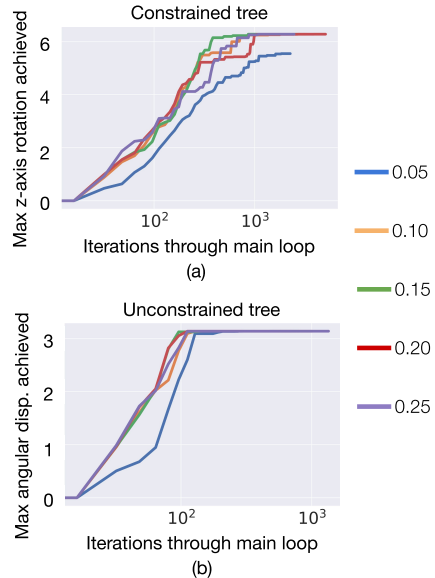 Constrained tree
Max z-axis rotation achieved
6
4
2
0
10²
10³
Iterations through main loop
(a)
0.05
0.10
0.15
0.20
0.25
Unconstrained tree
Max angular disp. achieved
3
2
1
0
10²
10³
Iterations through main loop
(b)